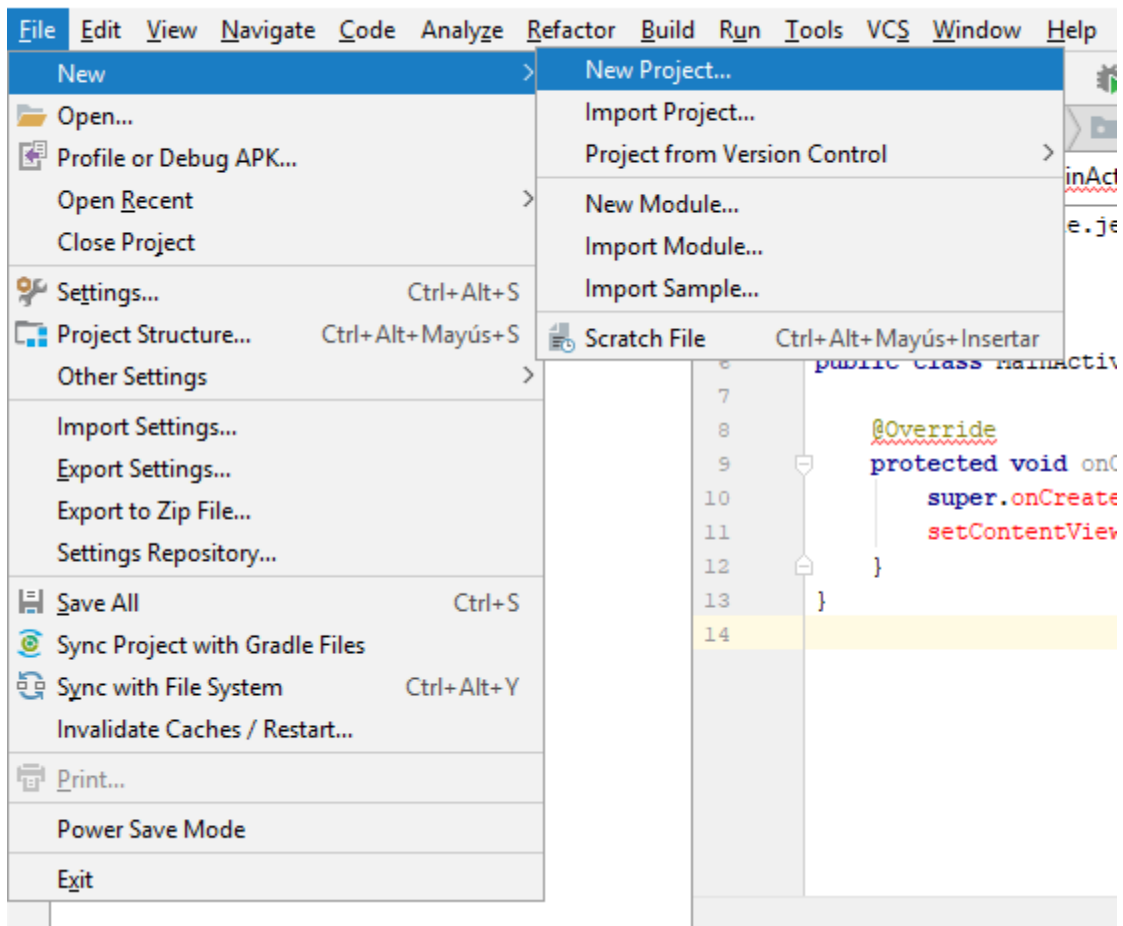 File Edit View Navigate Code Analyze Refactor Build Run Tools VCS Window Help
New
Open...
Profile or Debug APK...
Open Recent
Close Project
Settings... Ctrl+Alt+S
Project Structure... Ctrl+Alt+Mayús+S
Other Settings
Import Settings...
Export Settings...
Export to Zip File...
Settings Repository...
Save All Ctrl+S
Sync Project with Gradle Files
Sync with File System Ctrl+Alt+Y
Invalidate Caches / Restart...
Print...
Power Save Mode
Exit
New Project...
Import Project...
Project from Version Control
New Module...
Import Module...
Import Sample...
Scratch File Ctrl+Alt+Mayús+Insertar
inAct
e.je
public class MainActiv
7
8 @Override
9 protected void onC
10 super.onCreate
11 setContentView
12 }
13 }
14